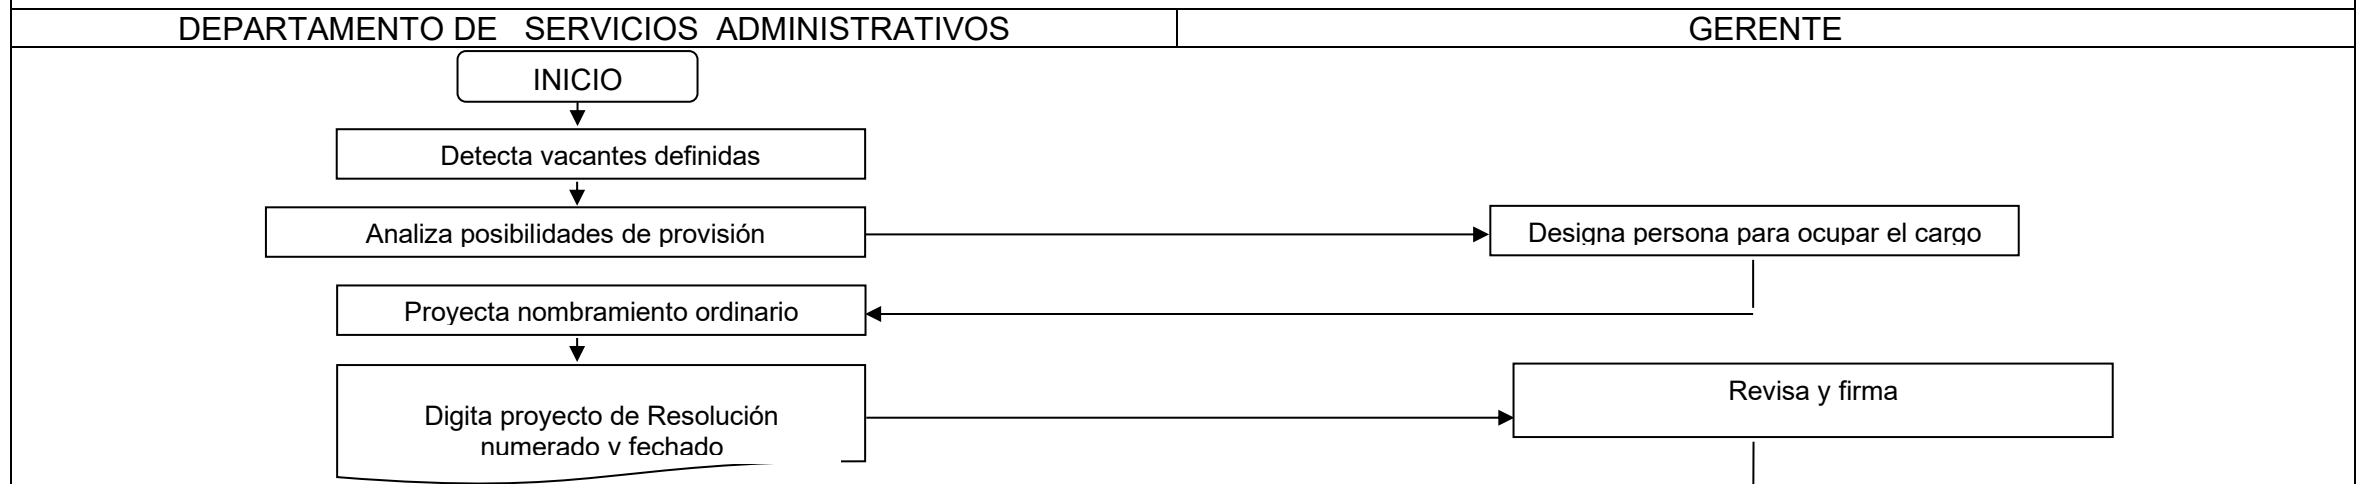 DEPARTAMENTO DE SERVICIOS ADMINISTRATIVOS
GERENTE
INICIO
Detecta vacantes definidas
Analiza posibilidades de provisión
Designa persona para ocupar el cargo
Proyecta nombramiento ordinario
Digita proyecto de Resolución
numerado y fechado
Revisa y firma